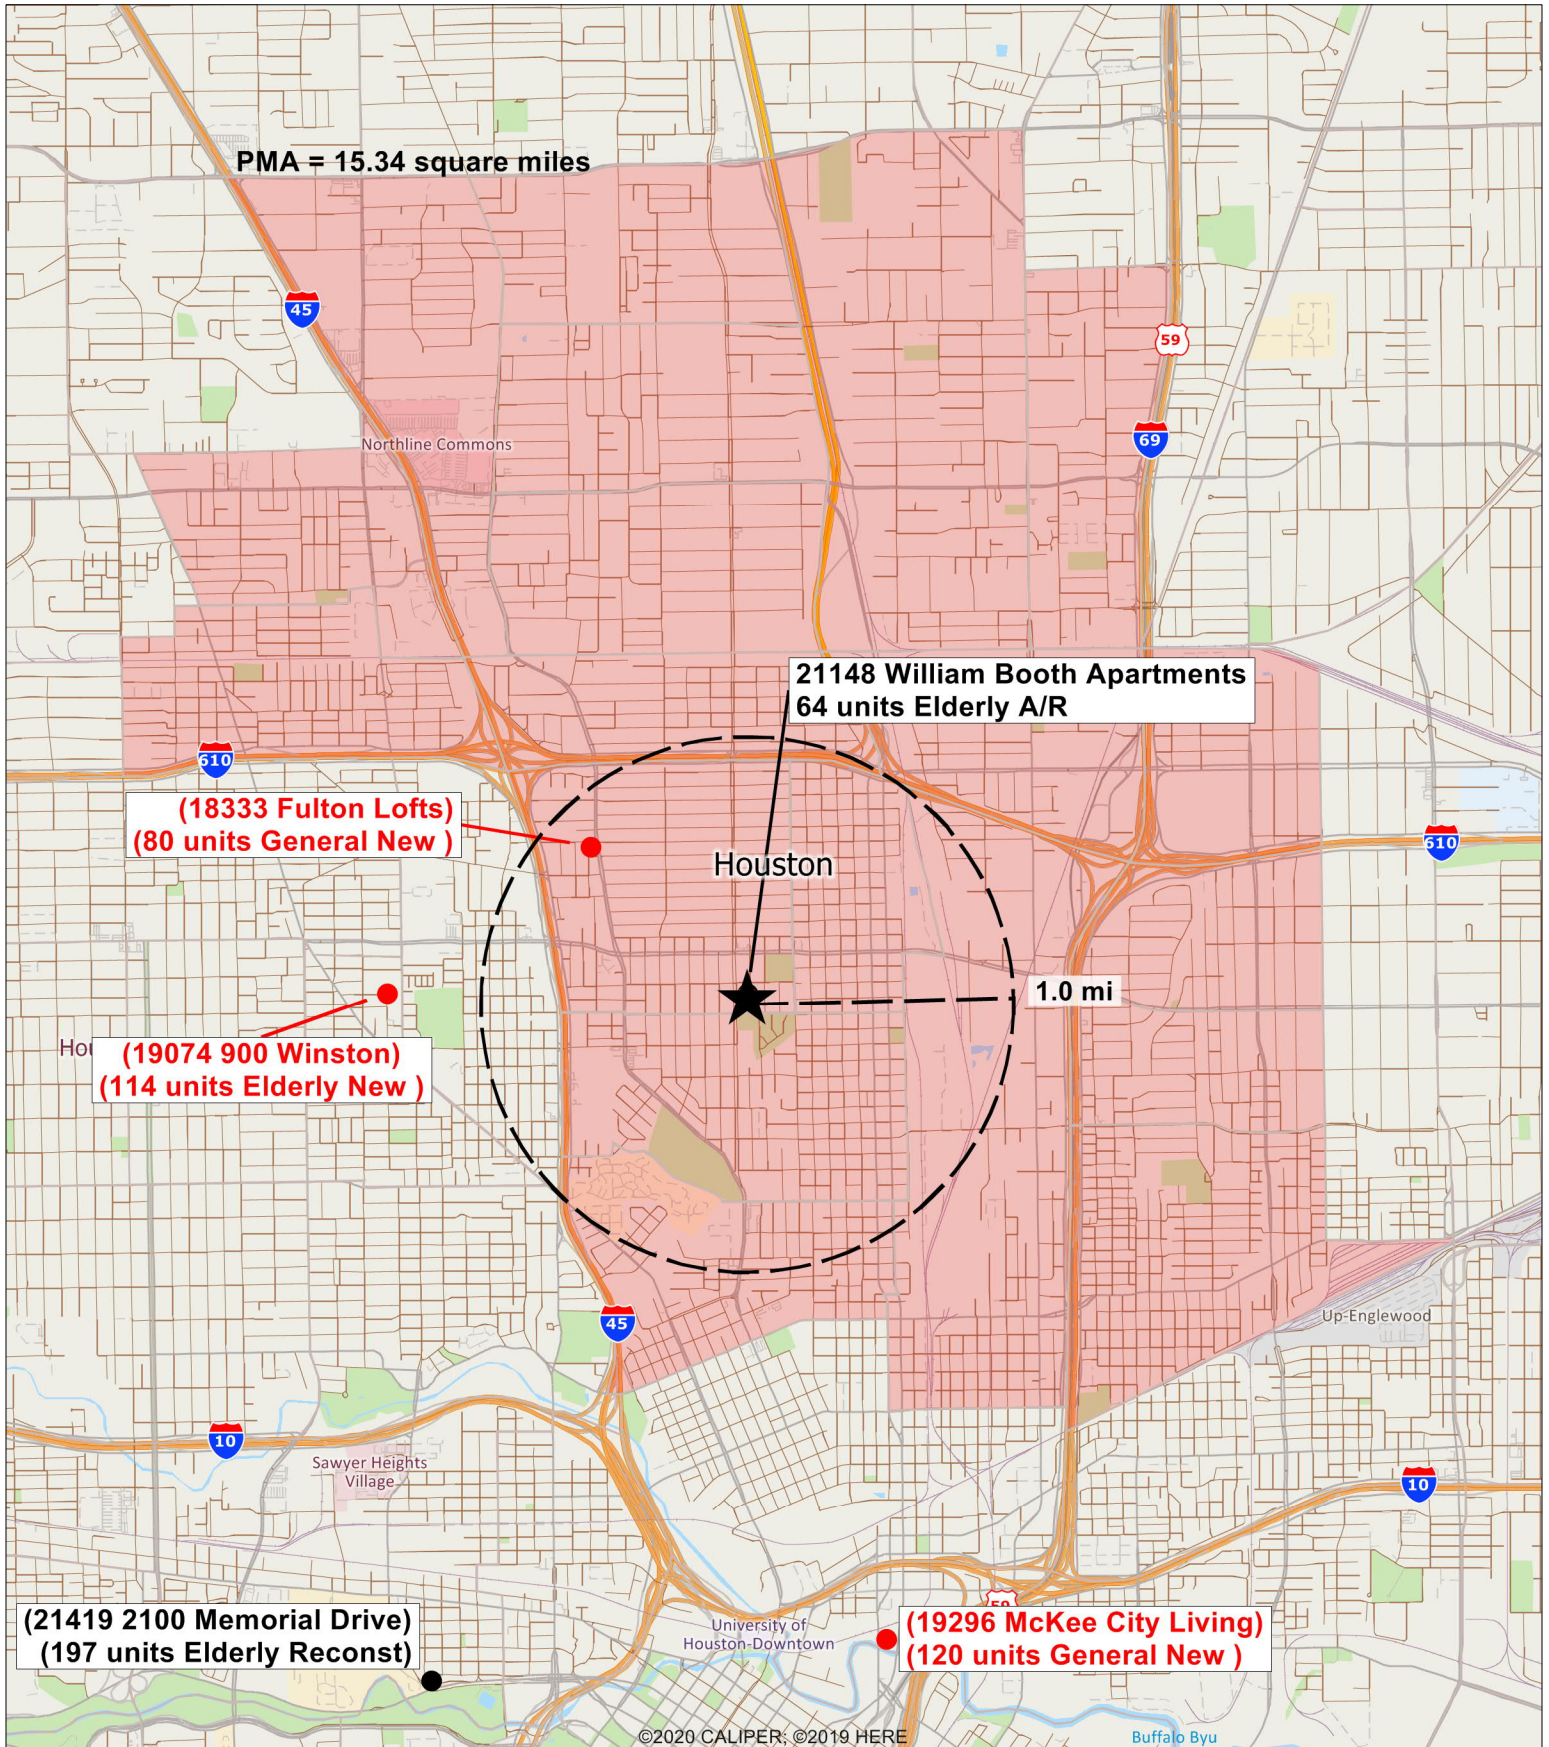 PMA = 15.34 square miles
45
59
69
Northline Commons
21148 William Booth Apartments
64 units Elderly A/R
610
(18333 Fulton Lofts)
(80 units General New )
610
Houston
1.0 mi
Hou
(19074 900 Winston)
(114 units Elderly New )
45
Up-Englewood
10
Sawyer Heights
Village
10
59
(21419 2100 Memorial Drive)
(197 units Elderly Reconst)
University of
Houston-Downtown
(19296 McKee City Living)
(120 units General New )
©2020 CALIPER; ©2019 HERE
Buffalo Byu